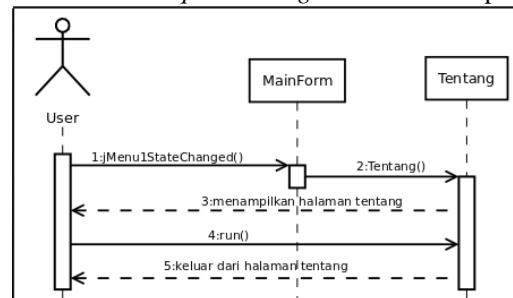 MainForm
Tentang
User
1:jMenu1StateChanged()
2:Tentang()
3:menampilkan halaman tentang
4:run()
5:keluar dari halaman tentang